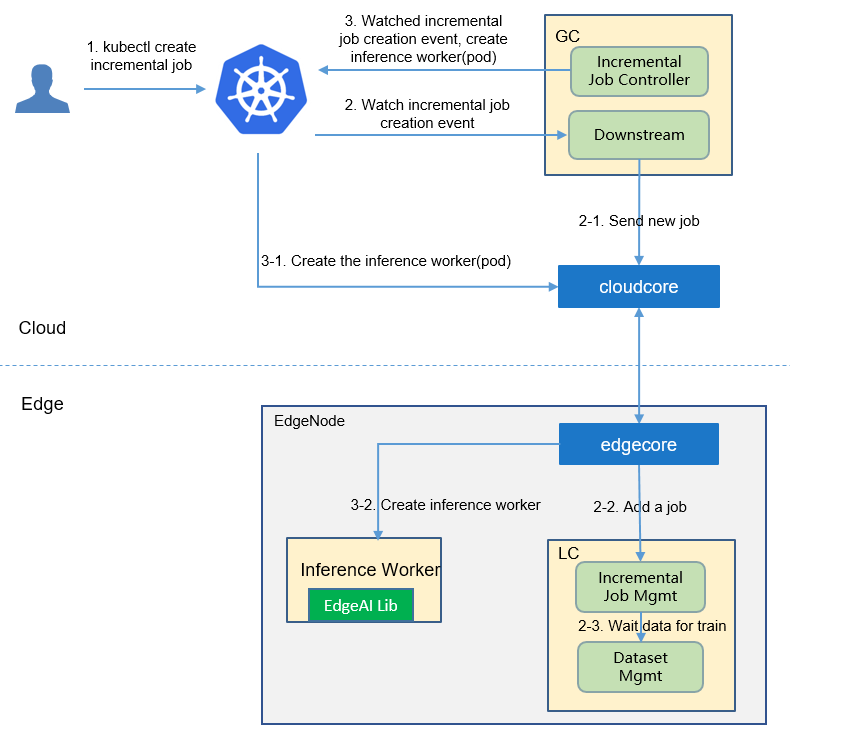 1. kubectl create
incremental job
3. Watched incremental
job creation event, create
inference worker(pod)
2. Watch incremental job
creation event
GC
Incremental
Job Controller
Downstream
2-1. Send new job
3-1. Create the inference worker(pod)
cloudcore
Cloud
Edge
EdgeNode
edgecore
3-2. Create inference worker
2-2. Add a job
Inference Worker
EdgeAI Lib
LC
Incremental
Job Mgmt
2-3. Wait data for train
Dataset
Mgmt